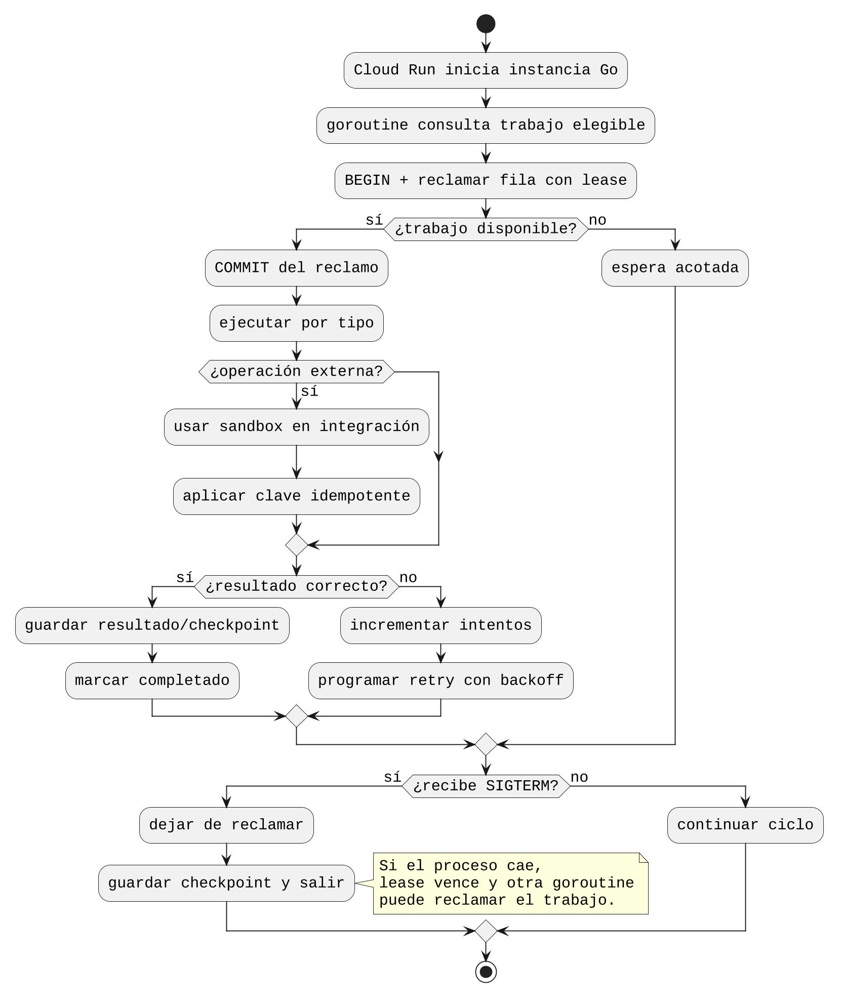 Cloud Run inicia instancia Go
goroutine consulta trabajo elegible
BEGIN + reclamar fila con lease
sí
¿trabajo disponible?
no
COMMIT del reclamo
espera acotada
ejecutar por tipo
¿operación externa?
sí
usar sandbox en integración
aplicar clave idempotente
sí
¿resultado correcto?
no
guardar resultado/checkpoint
incrementar intentos
marcar completado
programar retry con backoff
sí
¿recibe SIGTERM?
no
dejar de reclamar
continuar ciclo
guardar checkpoint y salir
Si el proceso cae,
lease vence y otra goroutine
puede reclamar el trabajo.